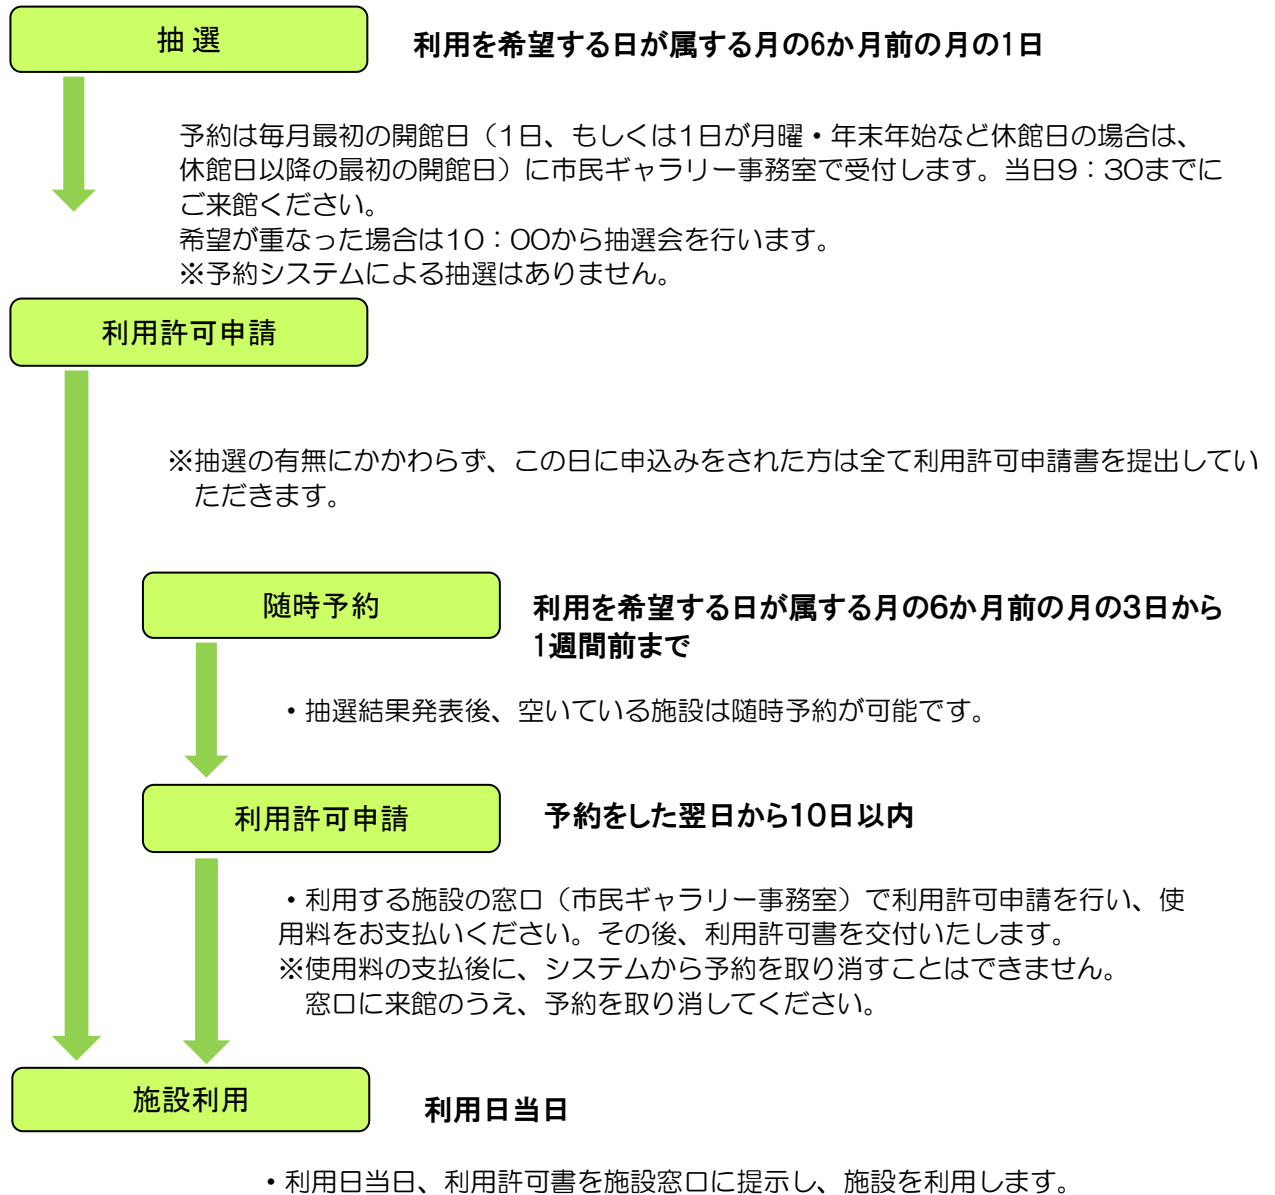 抽 選
利用を希望する日が属する月の6か月前の月の1日
予約は毎月最初の開館日（1日、もしくは1日が月曜・年末年始など休館日の場合は、
休館日以降の最初の開館日）に市民ギャラリー事務室で受付します。当日9：30までに
ご来館ください。
希望が重なった場合は10：00から抽選会を行います。
※予約システムによる抽選はありません。
利用許可申請
※抽選の有無にかかわらず、この日に申込みをされた方は全て利用許可申請書を提出してい
ただきます。
随時予約
利用を希望する日が属する月の6か月前の月の3日から
1週間前まで
・抽選結果発表後、空いている施設は随時予約が可能です。
利用許可申請
予約をした翌日から10日以内
・利用する施設の窓口（市民ギャラリー事務室）で利用許可申請を行い、使
用料をお支払いください。その後、利用許可書を交付いたします。
※使用料の支払後に、システムから予約を取り消すことはできません。
窓口に来館のうえ、予約を取り消してください。
施設利用
利用日当日
・利用日当日、利用許可書を施設窓口に提示し、施設を利用します。